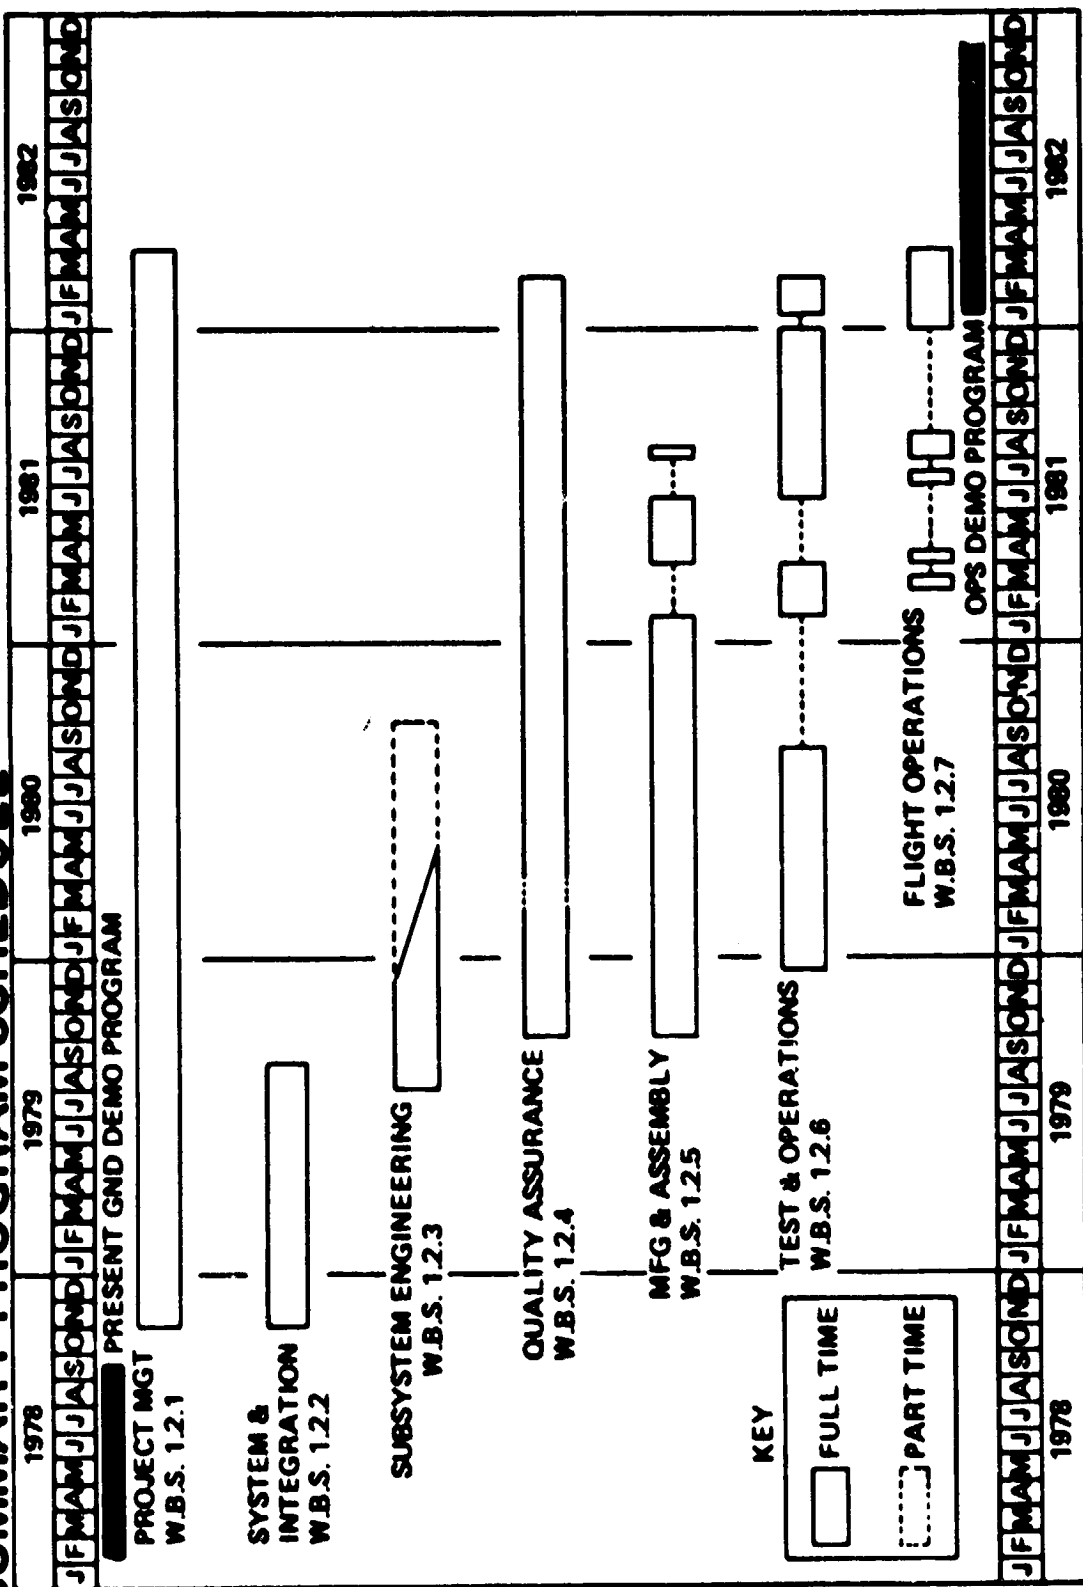 1978 1979 1980 1981 1982
J F M A M J J A S O N D J F M A M J J A S O N D J F M A M J J A S O N D J F M A M J J A S O N D J F M A M J J A S O N D
PRESENT GND DEMO PROGRAM
PROJECT MGT
W.B.S. 1.2.1
SYSTEM &
INTEGRATION
W.B.S. 1.2.2
SUBSYSTEM ENGINEERING
W.B.S. 1.2.3
QUALITY ASSURANCE
W.B.S. 1.2.4
MFG & ASSEMBLY
W.B.S. 1.2.5
TEST & OPERATIONS
W.B.S. 1.2.6
FLIGHT OPERATIONS
W.B.S. 1.2.7
OPS DEMO PROGRAM
KEY
FULL TIME
PART TIME
J F M A M J J A S O N D J F M A M J J A S O N D J F M A M J J A S O N D J F M A M J J A S O N D J F M A M J J A S O N D
1978 1979 1980 1981 1982